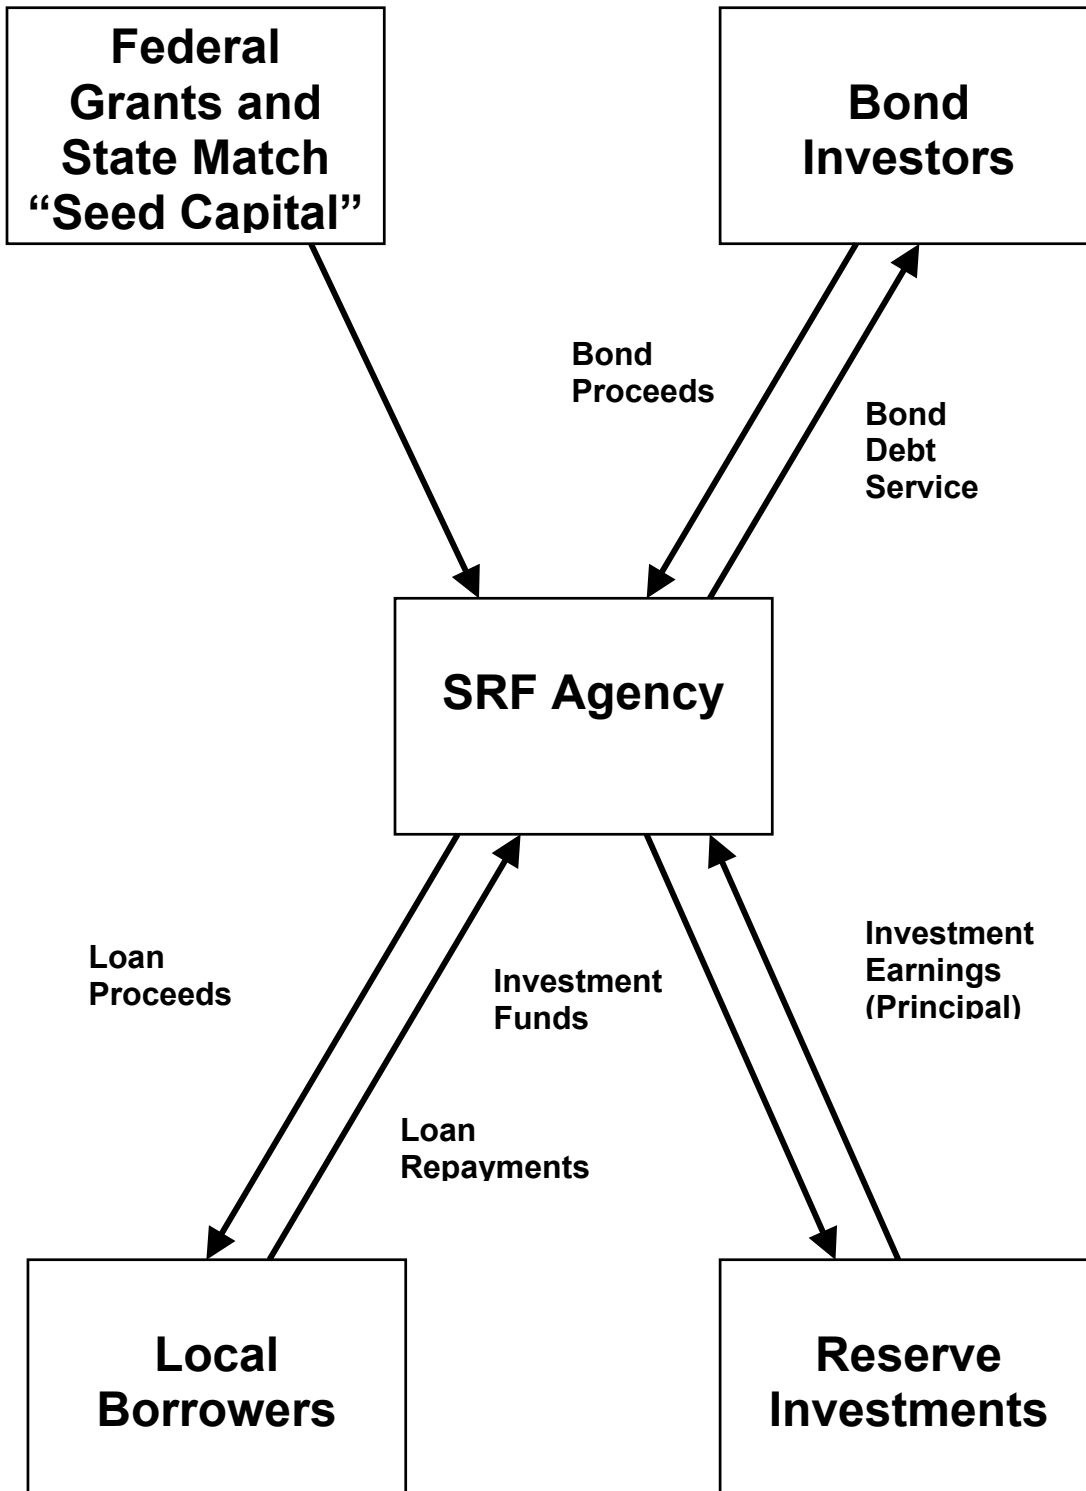 Federal
Grants and
State Match
“Seed Capital”
Bond
Investors
Bond
Proceeds
Bond
Debt
Service
SRF Agency
Loan
Proceeds
Investment
Funds
Investment
Earnings
(Principal)
Loan
Repayments
Local
Borrowers
Reserve
Investments